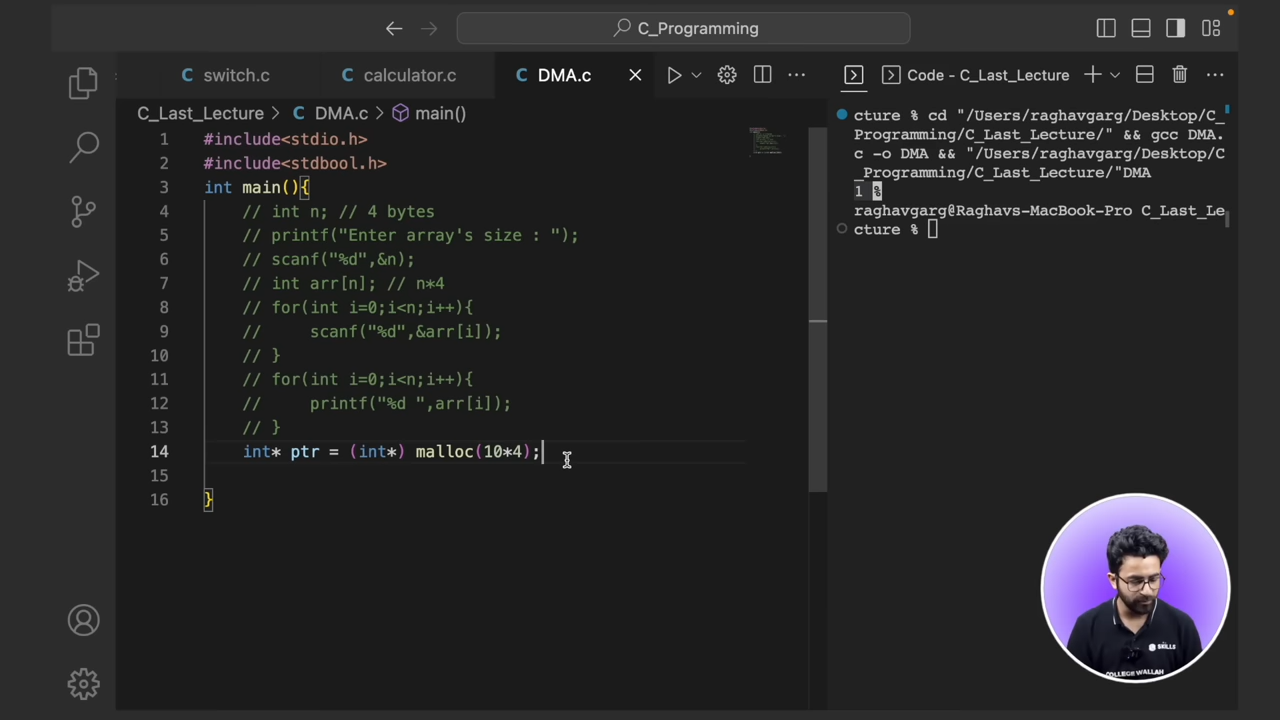 C_Programming
C switch.c
C calculator.c
C DMA.c
Code - C_Last_Lecture
C_Last_Lecture > C DMA.c > main()
1 #include<stdio.h>
2 #include<stdbool.h>
3 int main(){
4 // int n; // 4 bytes
5 // printf("Enter array's size : ");
6 // scanf("%d",&n);
7 // int arr[n]; // n*4
8 // for(int i=0;i<n;i++){
9 //     scanf("%d",&arr[i]);
10 // }
11 // for(int i=0;i<n;i++){
12 //     printf("%d ",arr[i]);
13 // }
14 int* ptr = (int*) malloc(10*4);
15
16 }
cture % cd "/Users/raghavgarg/Desktop/C_
Programming/C_Last_Lecture/" && gcc DMA.
c -o DMA && "/Users/raghavgarg/Desktop/C
_Programming/C_Last_Lecture/"DMA
1 %
raghavgarg@Raghavs-MacBook-Pro C_Last_Le
cture %
SKILLS
COLLEGE WALLAH